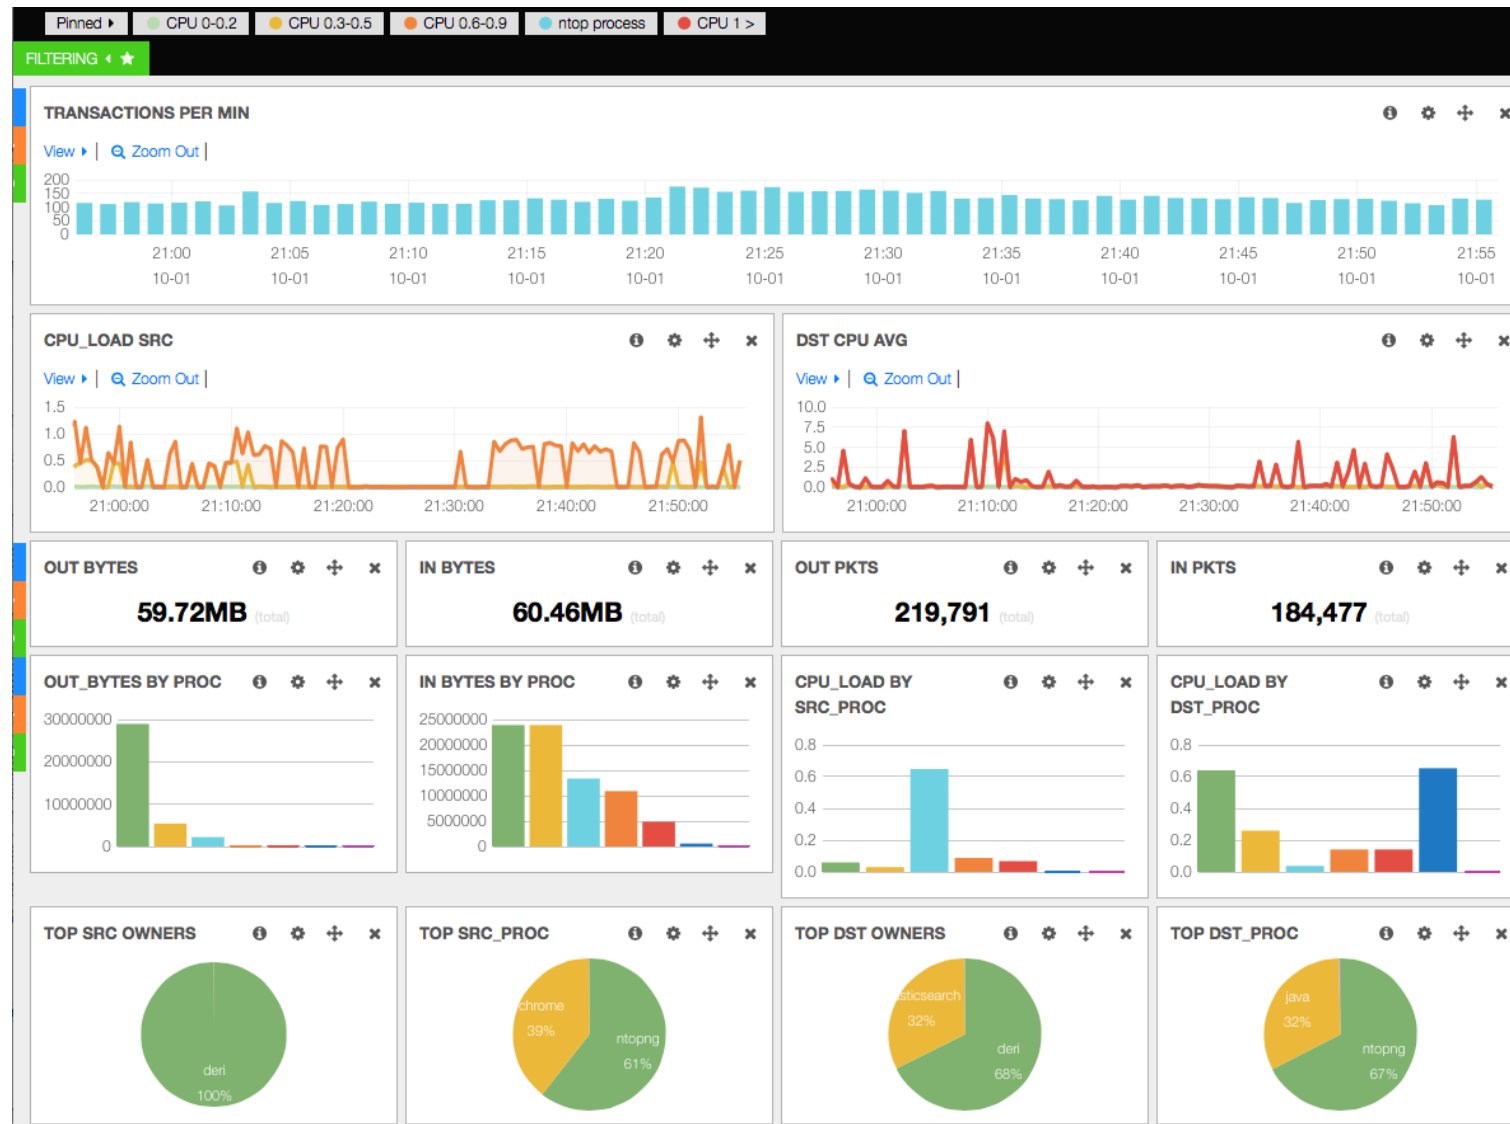 Pinned CPU 0-0.2 CPU 0.3-0.5 CPU 0.6-0.9 ntop process CPU 1 >
FILTERING
TRANSACTIONS PER MIN
View | Zoom Out |
200
150
100
50
0
21:00 21:05 21:10 21:15 21:20 21:25 21:30 21:35 21:40 21:45 21:50 21:55
10-01 10-01 10-01 10-01 10-01 10-01 10-01 10-01 10-01 10-01 10-01 10-01
CPU_LOAD SRC
View | Zoom Out |
1.5
1.0
0.5
0.0
21:00:00 21:10:00 21:20:00 21:30:00 21:40:00 21:50:00
DST CPU AVG
View | Zoom Out |
10.0
7.5
5.0
2.5
0.0
21:00:00 21:10:00 21:20:00 21:30:00 21:40:00 21:50:00
OUT BYTES
59.72MB (total)
IN BYTES
60.46MB (total)
OUT PKTS
219,791 (total)
IN PKTS
184,477 (total)
OUT_BYTES BY PROC
30000000
20000000
10000000
0
IN BYTES BY PROC
25000000
20000000
15000000
10000000
5000000
0
CPU_LOAD BY
SRC_PROC
0.8
0.6
0.4
0.2
0.0
CPU_LOAD BY
DST_PROC
0.8
0.6
0.4
0.2
0.0
TOP SRC OWNERS
deri
100%
TOP SRC_PROC
chrome
39%
ntopng
61%
TOP DST OWNERS
sticsearch
32%
deri
68%
TOP DST_PROC
java
32%
ntopng
67%